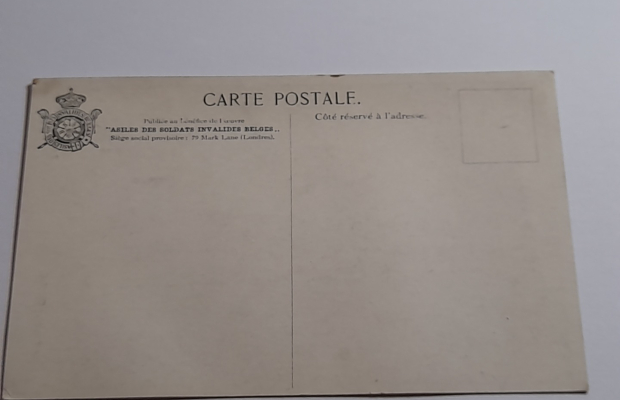 CARTE POSTALE.
Publiée au bénéfice de l'œuvre
"ASILES DES SOLDATS INVALIDES BELGES„
Siège social provisoire : 79 Mark Lane (Londres).
Côté réservé à l'adresse.